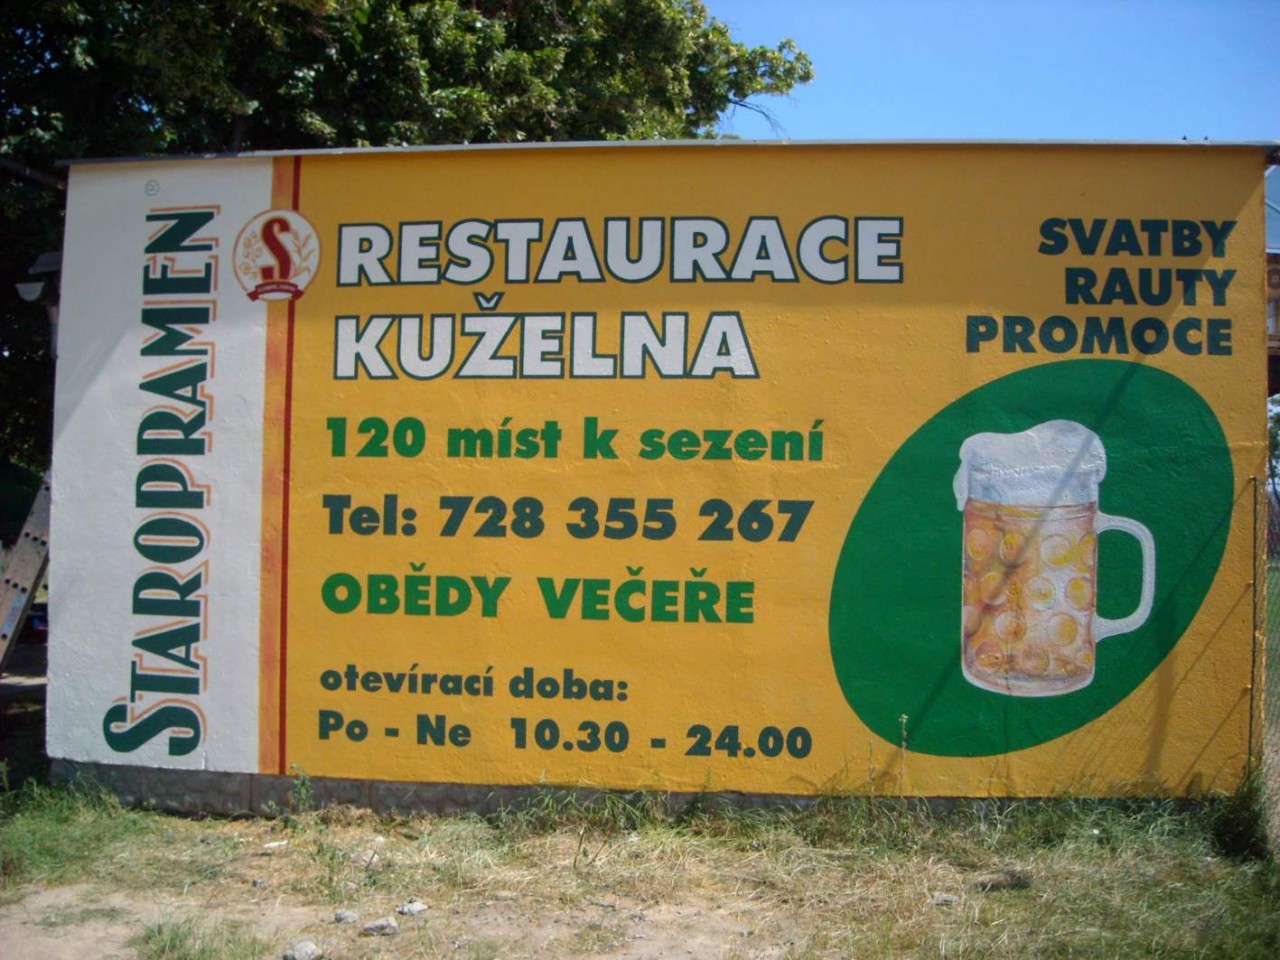 STAROPRAMEN®
S
RESTAURACE
KUŽELNA
120 míst k sezení
Tel: 728 355 267
OBĚDY VEČEŘE
otevírací doba:
Po - Ne 10.30 - 24.00
SVATBY
RAUTY
PROMOCE